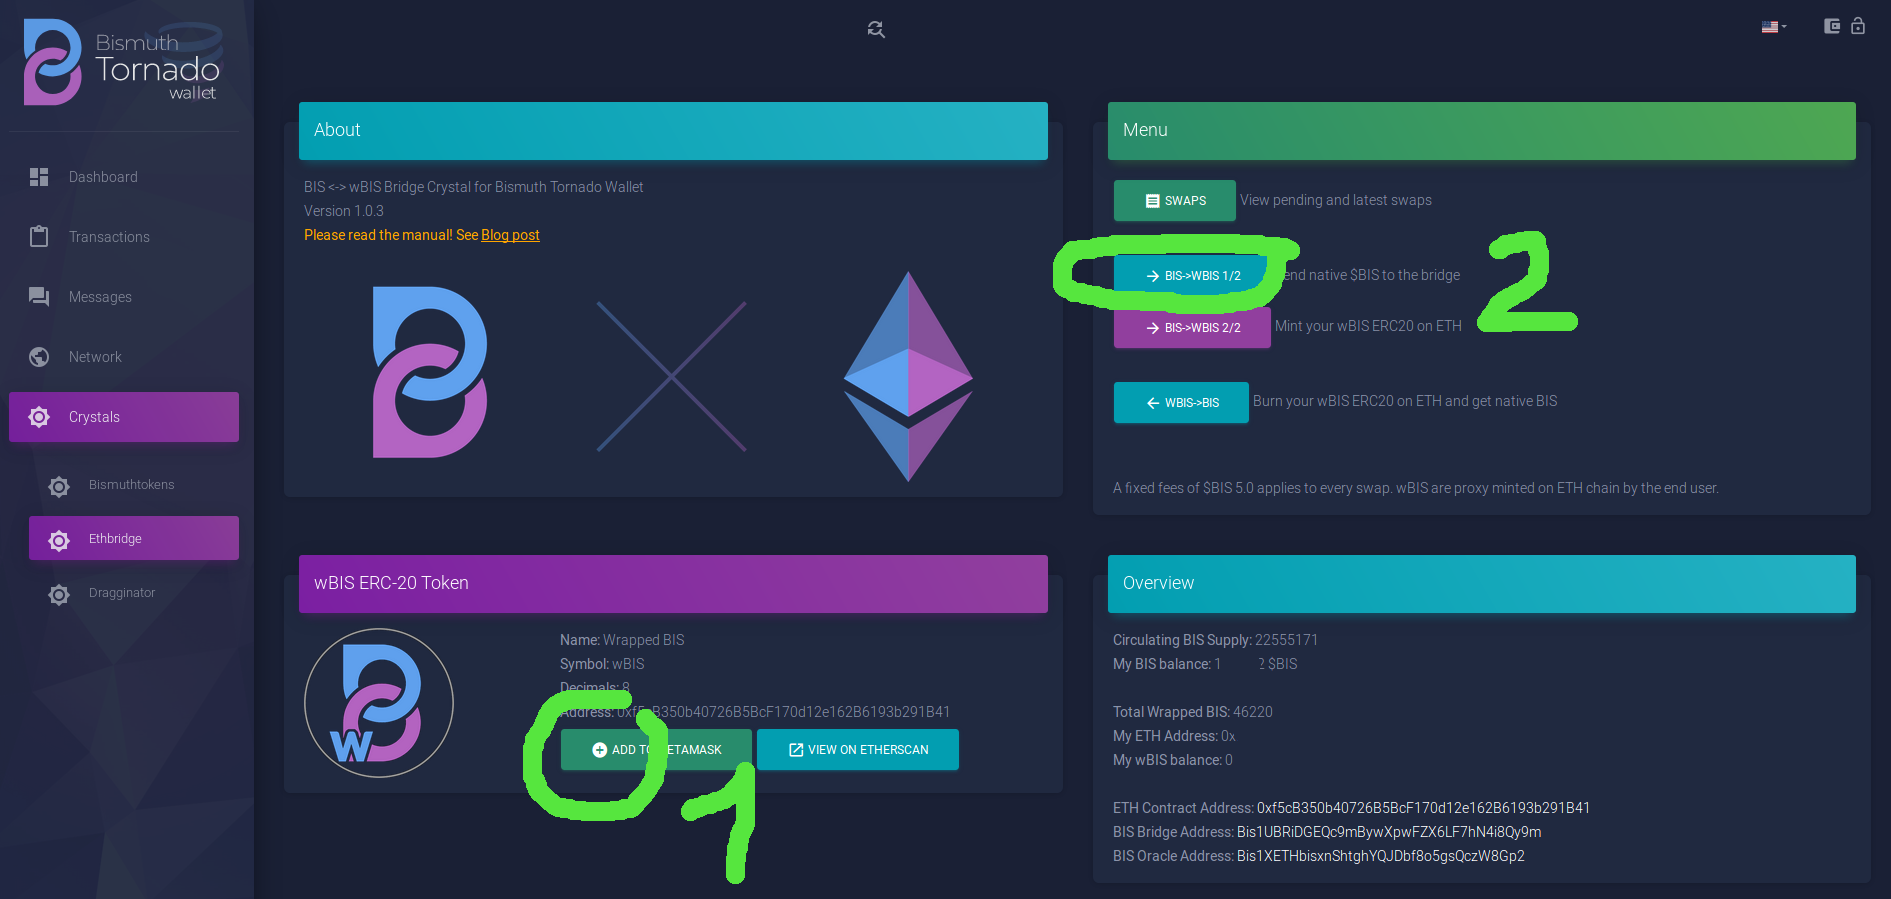 Bismuth
Tornado
wallet
Dashboard
Transactions
Messages
Network
Crystals
Bismuthtokens
Ethbridge
Dragginator
About
BIS <-> wBIS Bridge Crystal for Bismuth Tornado Wallet
Version 1.0.3
Please read the manual! See Blog post
Menu
SWAPS View pending and latest swaps
BIS->WBIS 1/2 end native $BIS to the bridge
2
BIS->WBIS 2/2 Mint your wBIS ERC20 on ETH
WBIS->BIS Burn your wBIS ERC20 on ETH and get native BIS
A fixed fees of $BIS 5.0 applies to every swap. wBIS are proxy minted on ETH chain by the end user.
wBIS ERC-20 Token
W
Name: Wrapped BIS
Symbol: wBIS
Decimals: 8
Address: 0xf5cB350b40726B5BcF170d12e162B6193b291B41
ADD TO METAMASK VIEW ON ETHERSCAN
1
Overview
Circulating BIS Supply: 22555171
My BIS balance: 1 2 $BIS
Total Wrapped BIS: 46220
My ETH Address: 0x
My wBIS balance: 0
ETH Contract Address: 0xf5cB350b40726B5BcF170d12e162B6193b291B41
BIS Bridge Address: Bis1UBRiDGEQc9mBywXpwFZX6LF7hN4i8Qy9m
BIS Oracle Address: Bis1XETHbisxnShtghYQJDbf8o5gsQczW8Gp2